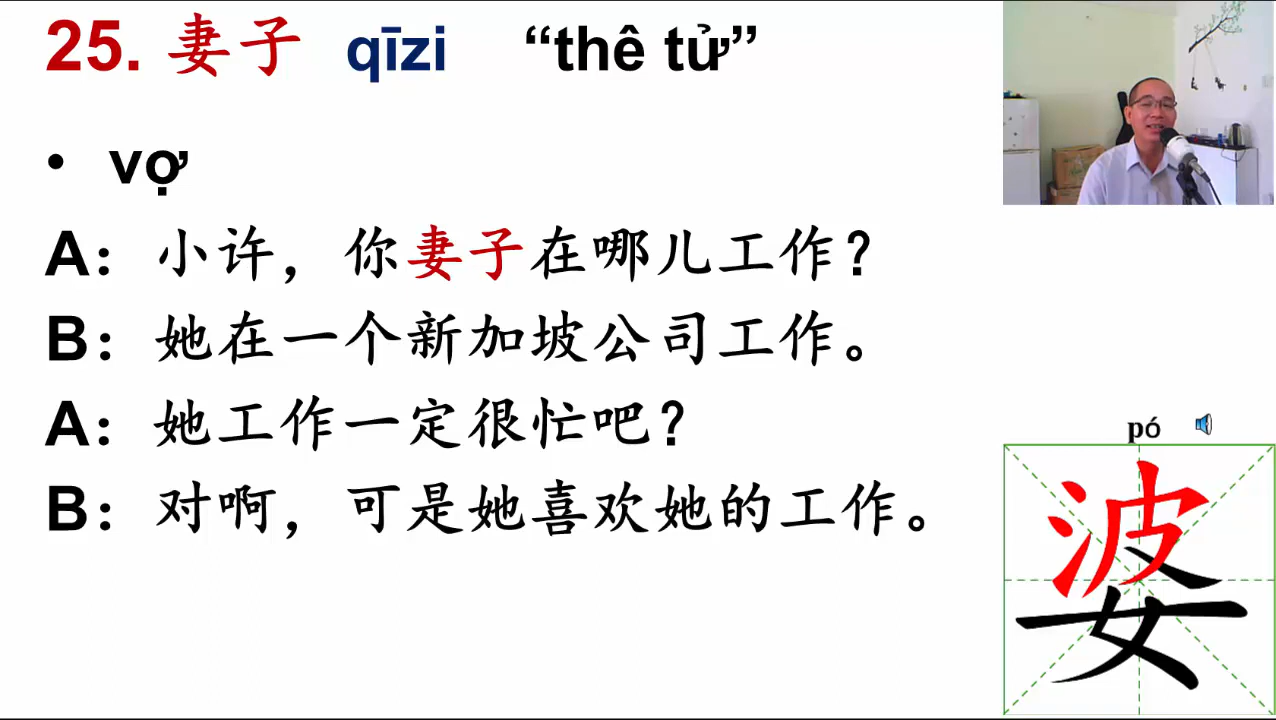 25. 妻子 qīzi “thê tử”
• vợ
A：小许，你妻子在哪儿工作？
B：她在一个新加坡公司工作。
A：她工作一定很忙吧？
B：对啊，可是她喜欢她的工作。
pó
婆